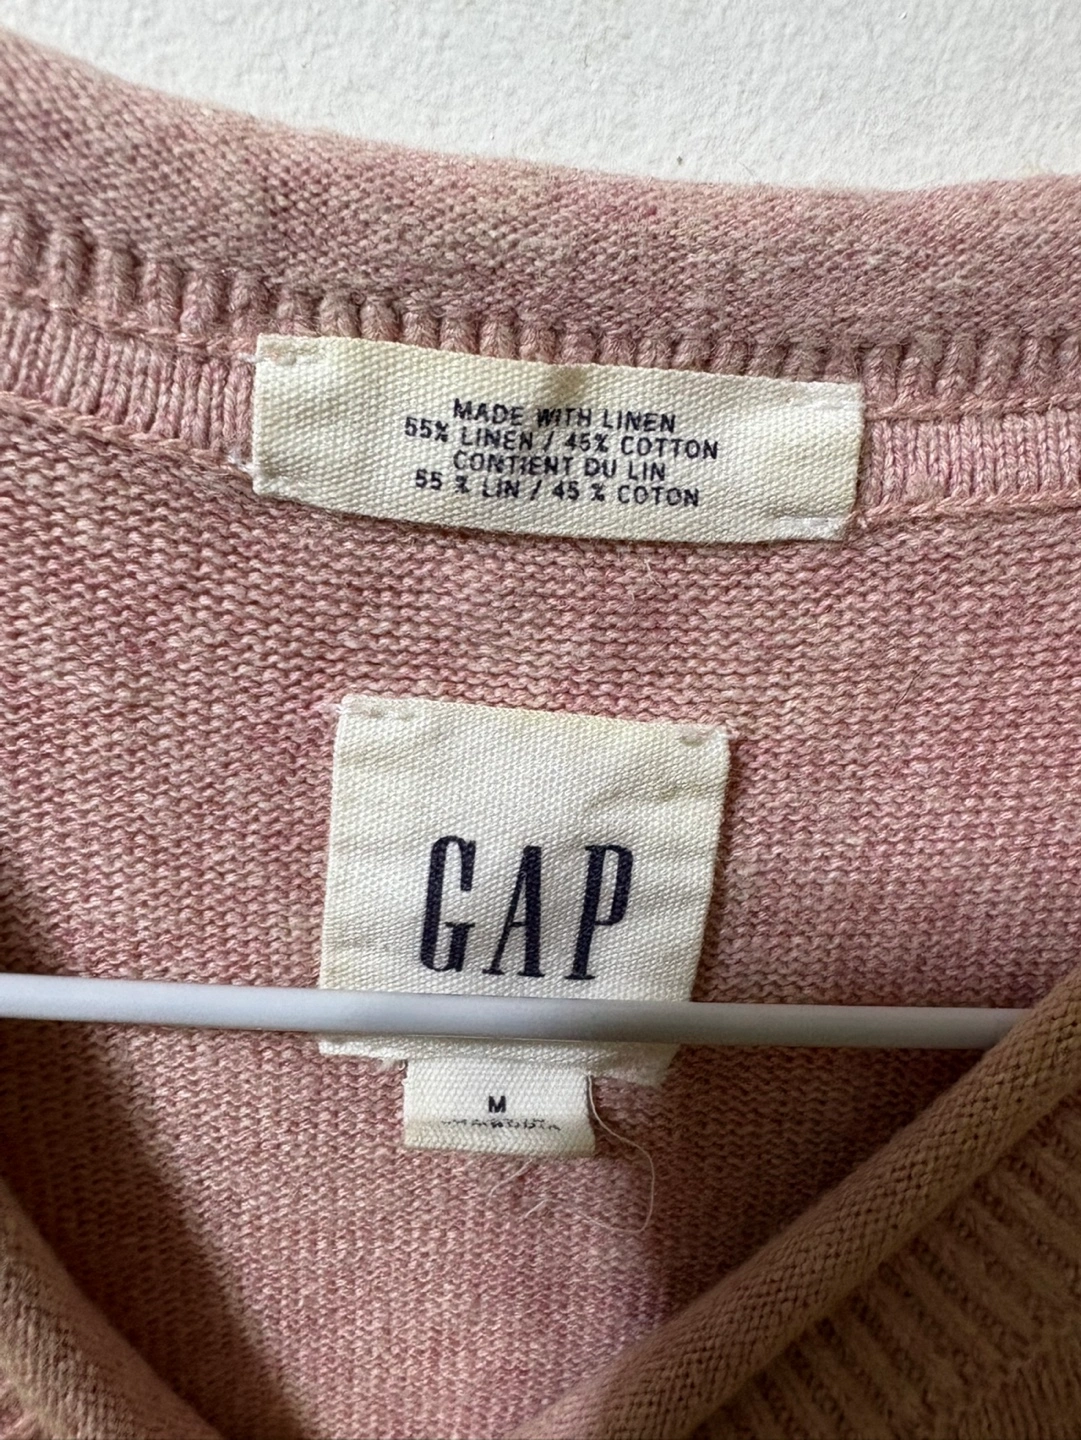 MADE WITH LINEN
55% LINEN / 45% COTTON
CONTIENT DU LIN
55 % LIN / 45 % COTON
GAP
M